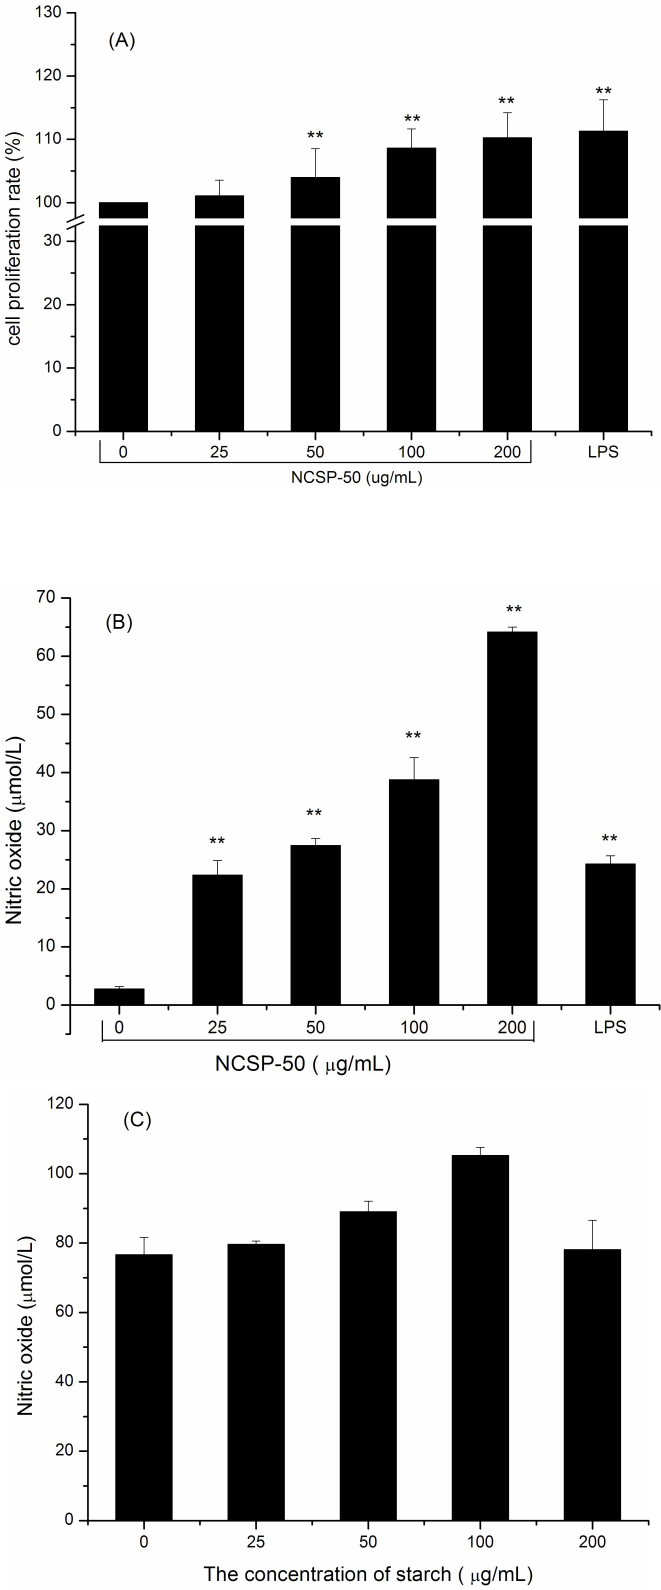 (A)
cell proliferation rate (%)
130
120
110
100
30
20
10
0
** ** ** **
0 25 50 100 200 LPS
NCSP-50 (ug/mL)
(B)
Nitric oxide (μmol/L)
70
60
50
40
30
20
10
0
** ** ** ** **
0 25 50 100 200 LPS
NCSP-50 ( μg/mL)
(C)
Nitric oxide (μmol/L)
120
100
80
60
40
20
0
0 25 50 100 200
The concentration of starch ( μg/mL)